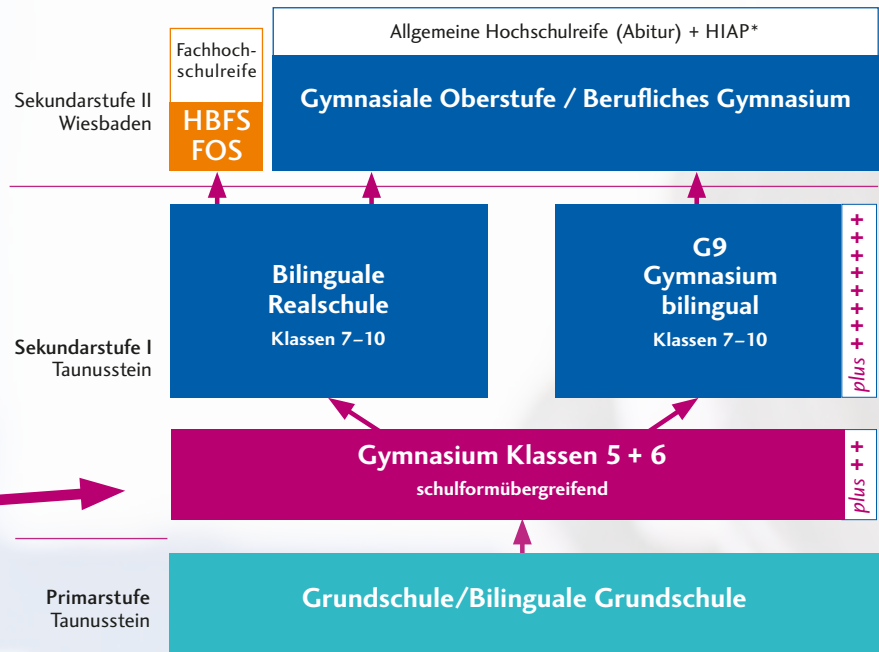 Fachhoch-
schulreife
Allgemeine Hochschulreife (Abitur) + HIAP*
Sekundarstufe II
Wiesbaden
HBFS
FOS
Gymnasiale Oberstufe / Berufliches Gymnasium
Sekundarstufe I
Taunusstein
Bilinguale
Realschule
Klassen 7–10
G9
Gymnasium
bilingual
Klassen 7–10
plus ++++++++
Gymnasium Klassen 5 + 6
schulformübergreifend
plus +++
Primarstufe
Taunusstein
Grundschule/Bilinguale Grundschule